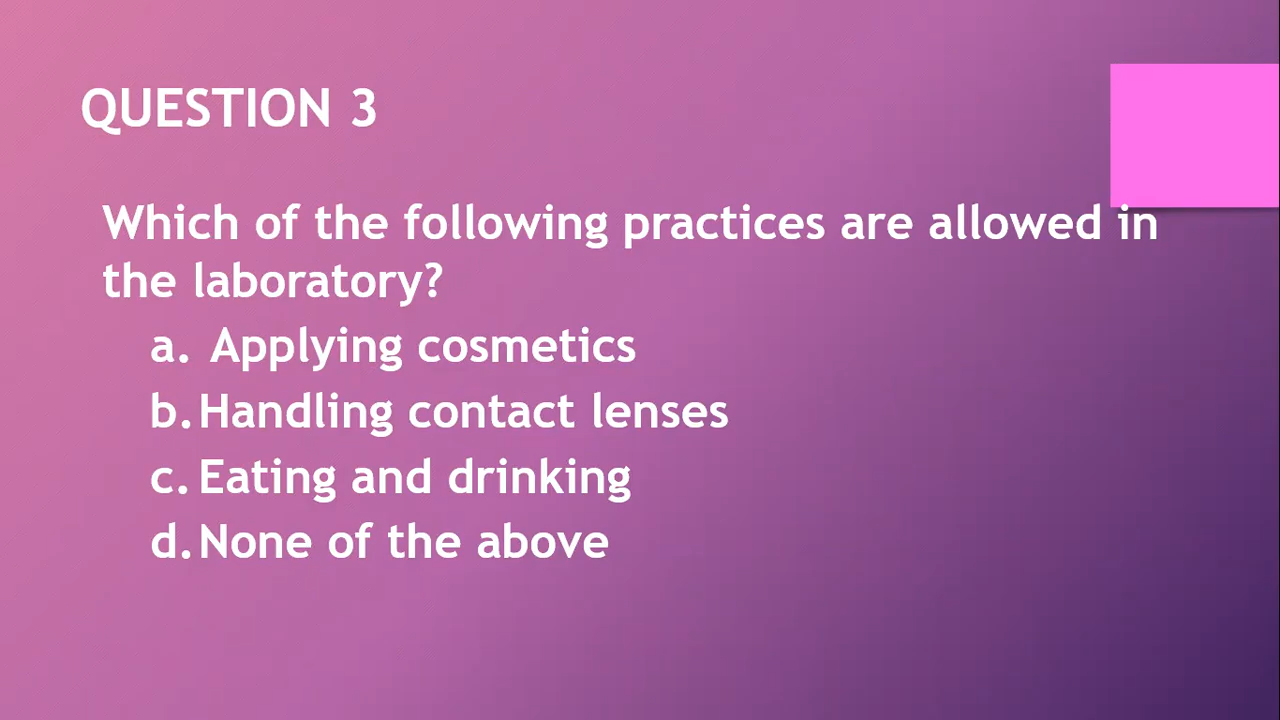 QUESTION 3
Which of the following practices are allowed in
the laboratory?
a. Applying cosmetics
b. Handling contact lenses
c. Eating and drinking
d. None of the above